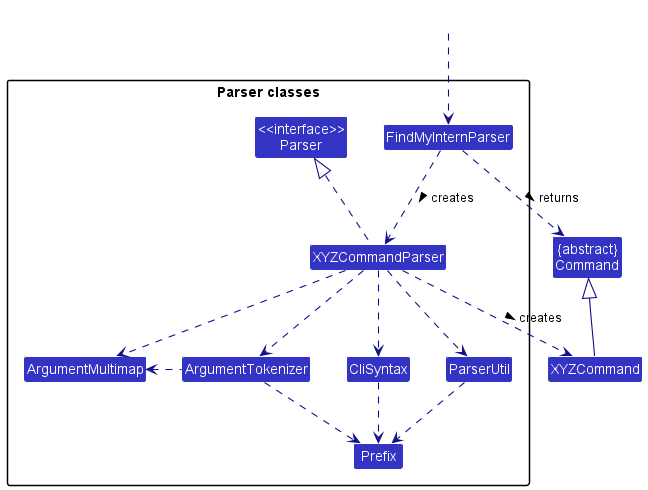 Parser classes
<<interface>>
Parser
FindMyInternParser
creates
returns
XYZCommandParser
{abstract}
Command
creates
ArgumentMultimap
ArgumentTokenizer
CliSyntax
ParserUtil
XYZCommand
Prefix